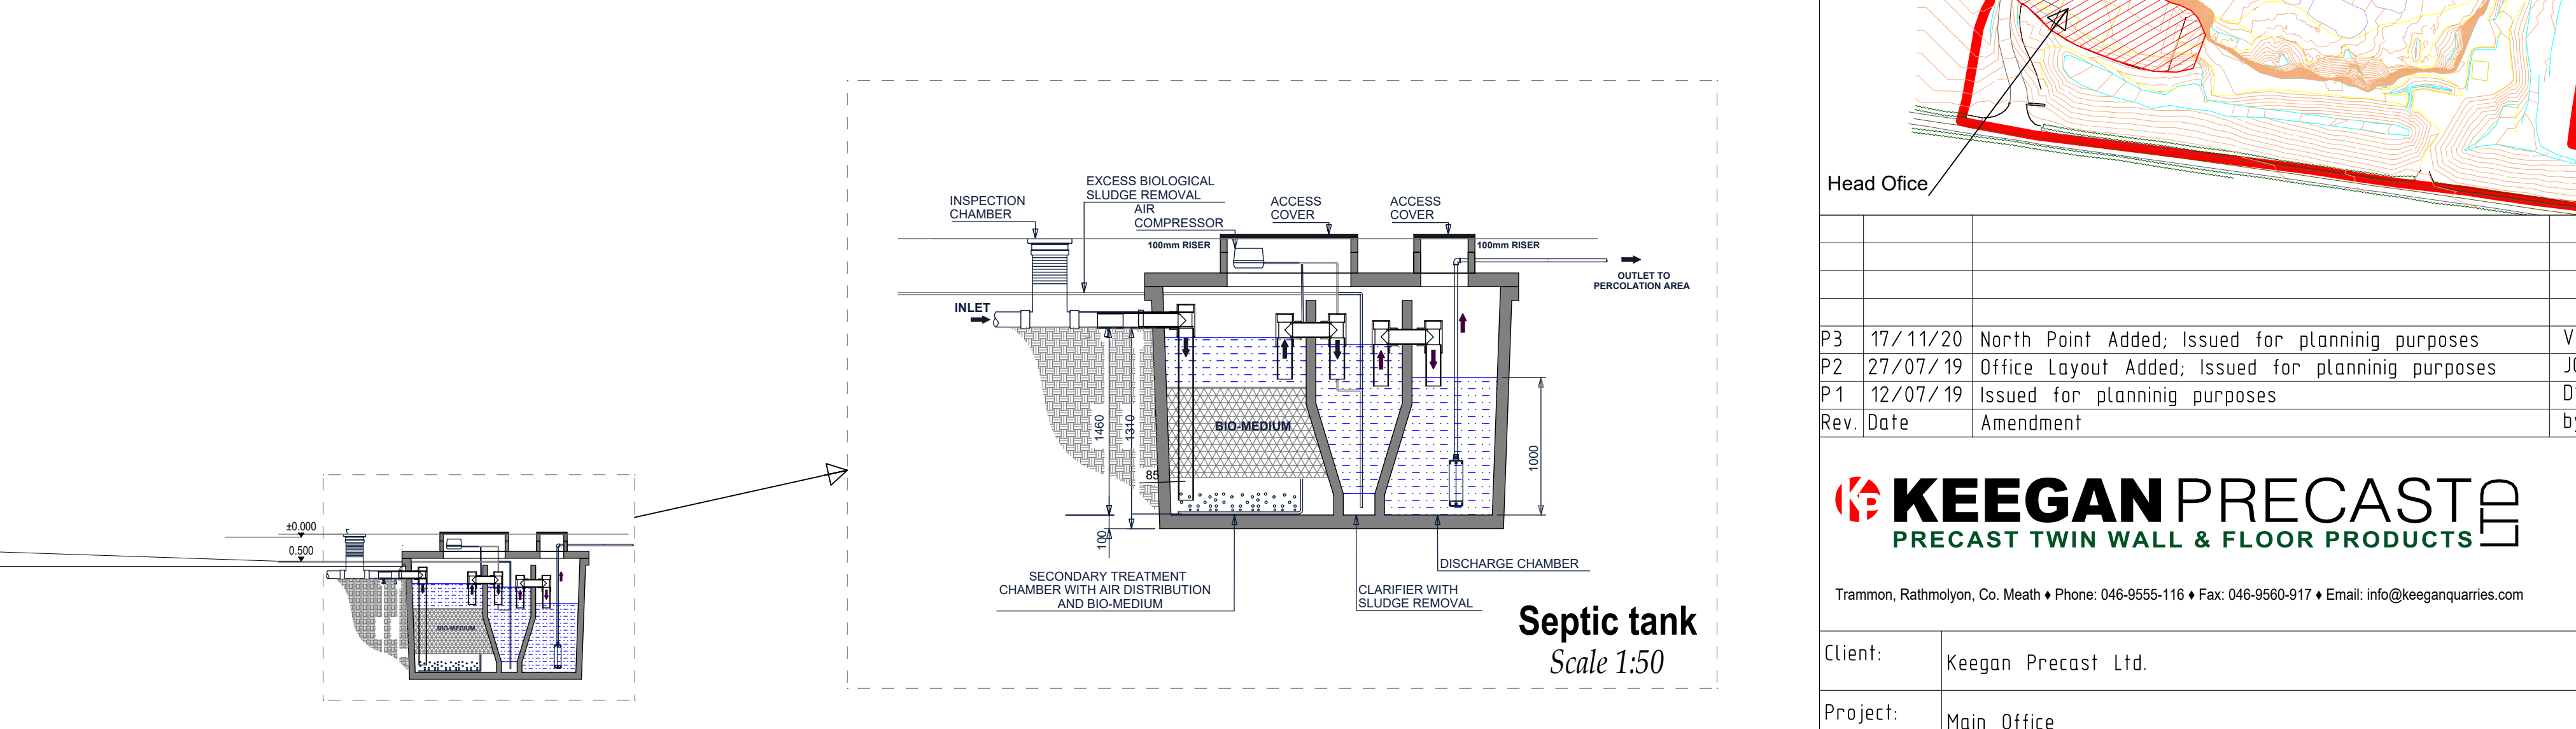 EXCESS BIOLOGICAL
SLUDGE REMOVAL
INSPECTION
CHAMBER
AIR
COMPRESSOR
ACCESS
COVER
ACCESS
COVER
100mm RISER
100mm RISER
OUTLET TO
PERCOLATION AREA
INLET
BIO-MEDIUM
1460
1310
85
1000
100
SECONDARY TREATMENT
CHAMBER WITH AIR DISTRIBUTION
AND BIO-MEDIUM
CLARIFIER WITH
SLUDGE REMOVAL
DISCHARGE CHAMBER
Septic tank
Scale 1:50
±0.000
0.500
BIO-MEDIUM
Head Ofice
P3 17/11/20 North Point Added; Issued for planninig purposes V
P2 27/07/19 Office Layout Added; Issued for planninig purposes
P1 12/07/19 Issued for planninig purposes D
Rev. Date Amendment
KP KEEGAN PRECAST LTD
PRECAST TWIN WALL & FLOOR PRODUCTS
Trammon, Rathmolyon, Co. Meath ♦ Phone: 046-9555-116 ♦ Fax: 046-9560-917 ♦ Email: info@keeganquarries.com
Client: Keegan Precast Ltd.
Project: Main Office